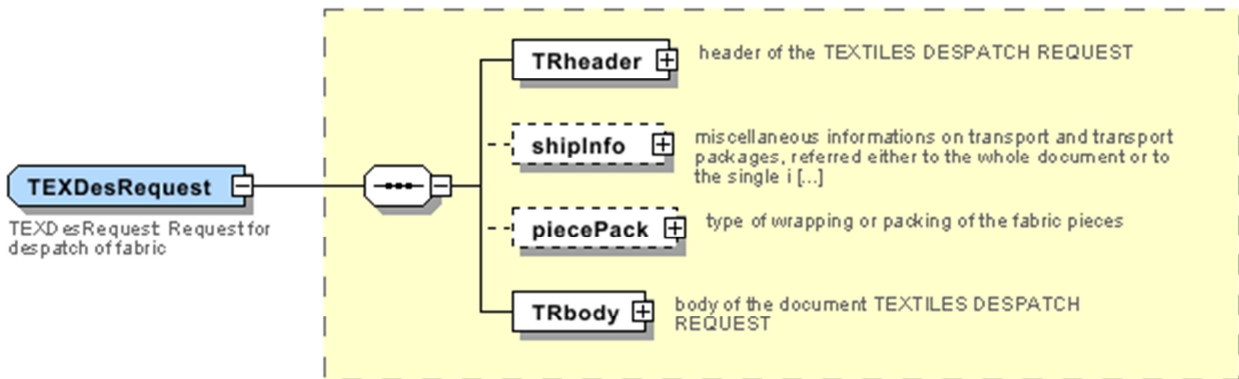 TRheader
header of the TEXTILES DESPATCH REQUEST
shipInfo
miscellaneous informations on transport and transport
packages, referred either to the whole document or to
the single i [...]
TEXDesRequest
TEXDesRequest. Request for
despatch of fabric
piecePack
type of wrapping or packing of the fabric pieces
TRbody
body of the document TEXTILES DESPATCH
REQUEST